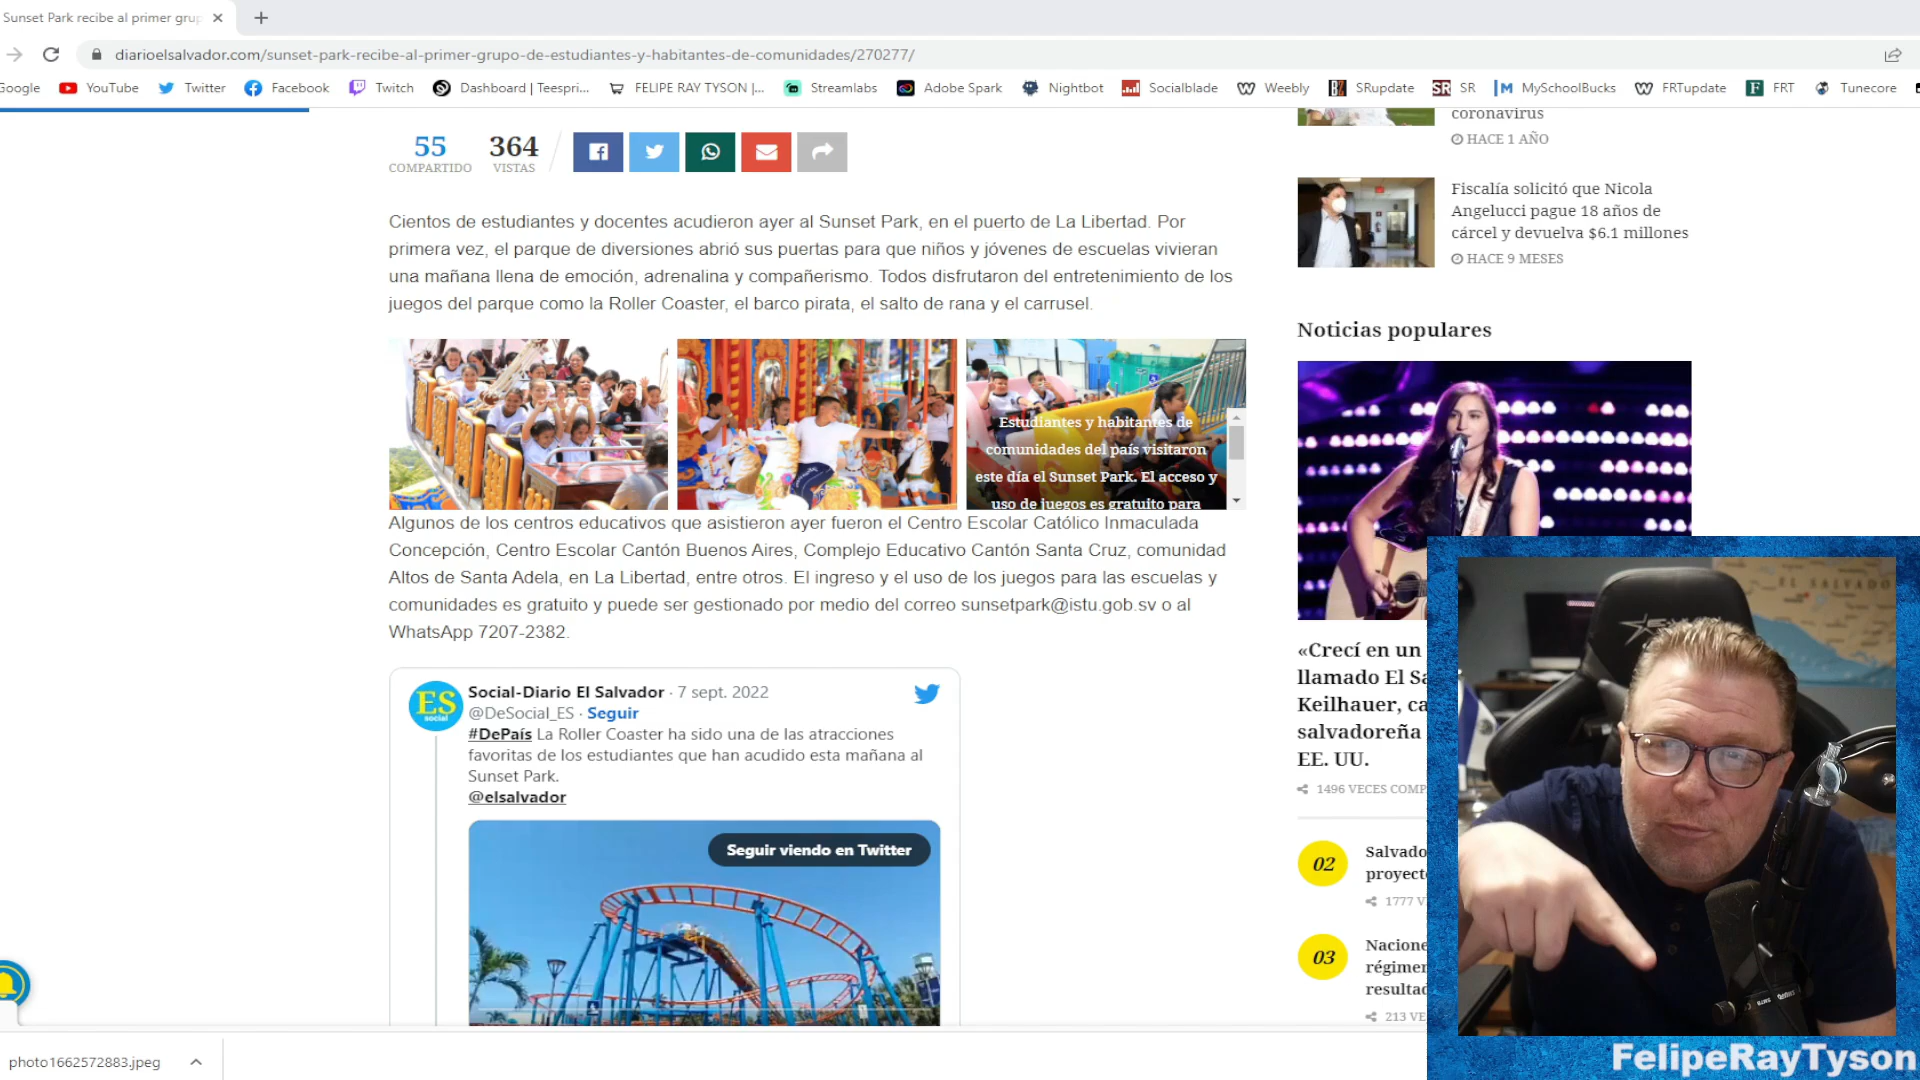 Sunset Park recibe al primer grup
diarioelsalvador.com/sunset-park-recibe-al-primer-grupo-de-estudiantes-y-habitantes-de-comunidades/270277/
Google YouTube Twitter Facebook Twitch Dashboard | Teespri... FELIPE RAY TYSON |... Streamlabs Adobe Spark Nightbot Socialblade Weebly SRupdate SR MySchoolBucks FRTupdate FRT Tunecore
55
COMPARTIDO
364
VISTAS
Cientos de estudiantes y docentes acudieron ayer al Sunset Park, en el puerto de La Libertad. Por
primera vez, el parque de diversiones abrió sus puertas para que niños y jóvenes de escuelas vivieran
una mañana llena de emoción, adrenalina y compañerismo. Todos disfrutaron del entretenimiento de los
juegos del parque como la Roller Coaster, el barco pirata, el salto de rana y el carrusel.
Estudiantes y habitantes de
comunidades del país visitaron
este día el Sunset Park. El acceso y
uso de juegos es gratuito para
Algunos de los centros educativos que asistieron ayer fueron el Centro Escolar Católico Inmaculada
Concepción, Centro Escolar Cantón Buenos Aires, Complejo Educativo Cantón Santa Cruz, comunidad
Altos de Santa Adela, en La Libertad, entre otros. El ingreso y el uso de los juegos para las escuelas y
comunidades es gratuito y puede ser gestionado por medio del correo sunsetpark@istu.gob.sv o al
WhatsApp 7207-2382.
ES
social
Social-Diario El Salvador · 7 sept. 2022
@DeSocial_ES · Seguir
#DePaís La Roller Coaster ha sido una de las atracciones
favoritas de los estudiantes que han acudido esta mañana al
Sunset Park.
@elsalvador
Seguir viendo en Twitter
coronavirus
HACE 1 AÑO
Fiscalía solicitó que Nicola
Angelucci pague 18 años de
cárcel y devuelva $6.1 millones
HACE 9 MESES
Noticias populares
«Crecí en un
llamado El Sa
Keilhauer, ca
salvadoreña
EE. UU.
1496 VECES COMP
02
Salvado
proyect
1777 V
03
Nacione
régimen
resultad
213 VE
EL SALVADOR
FelipeRayTyson
photo1662572883.jpeg